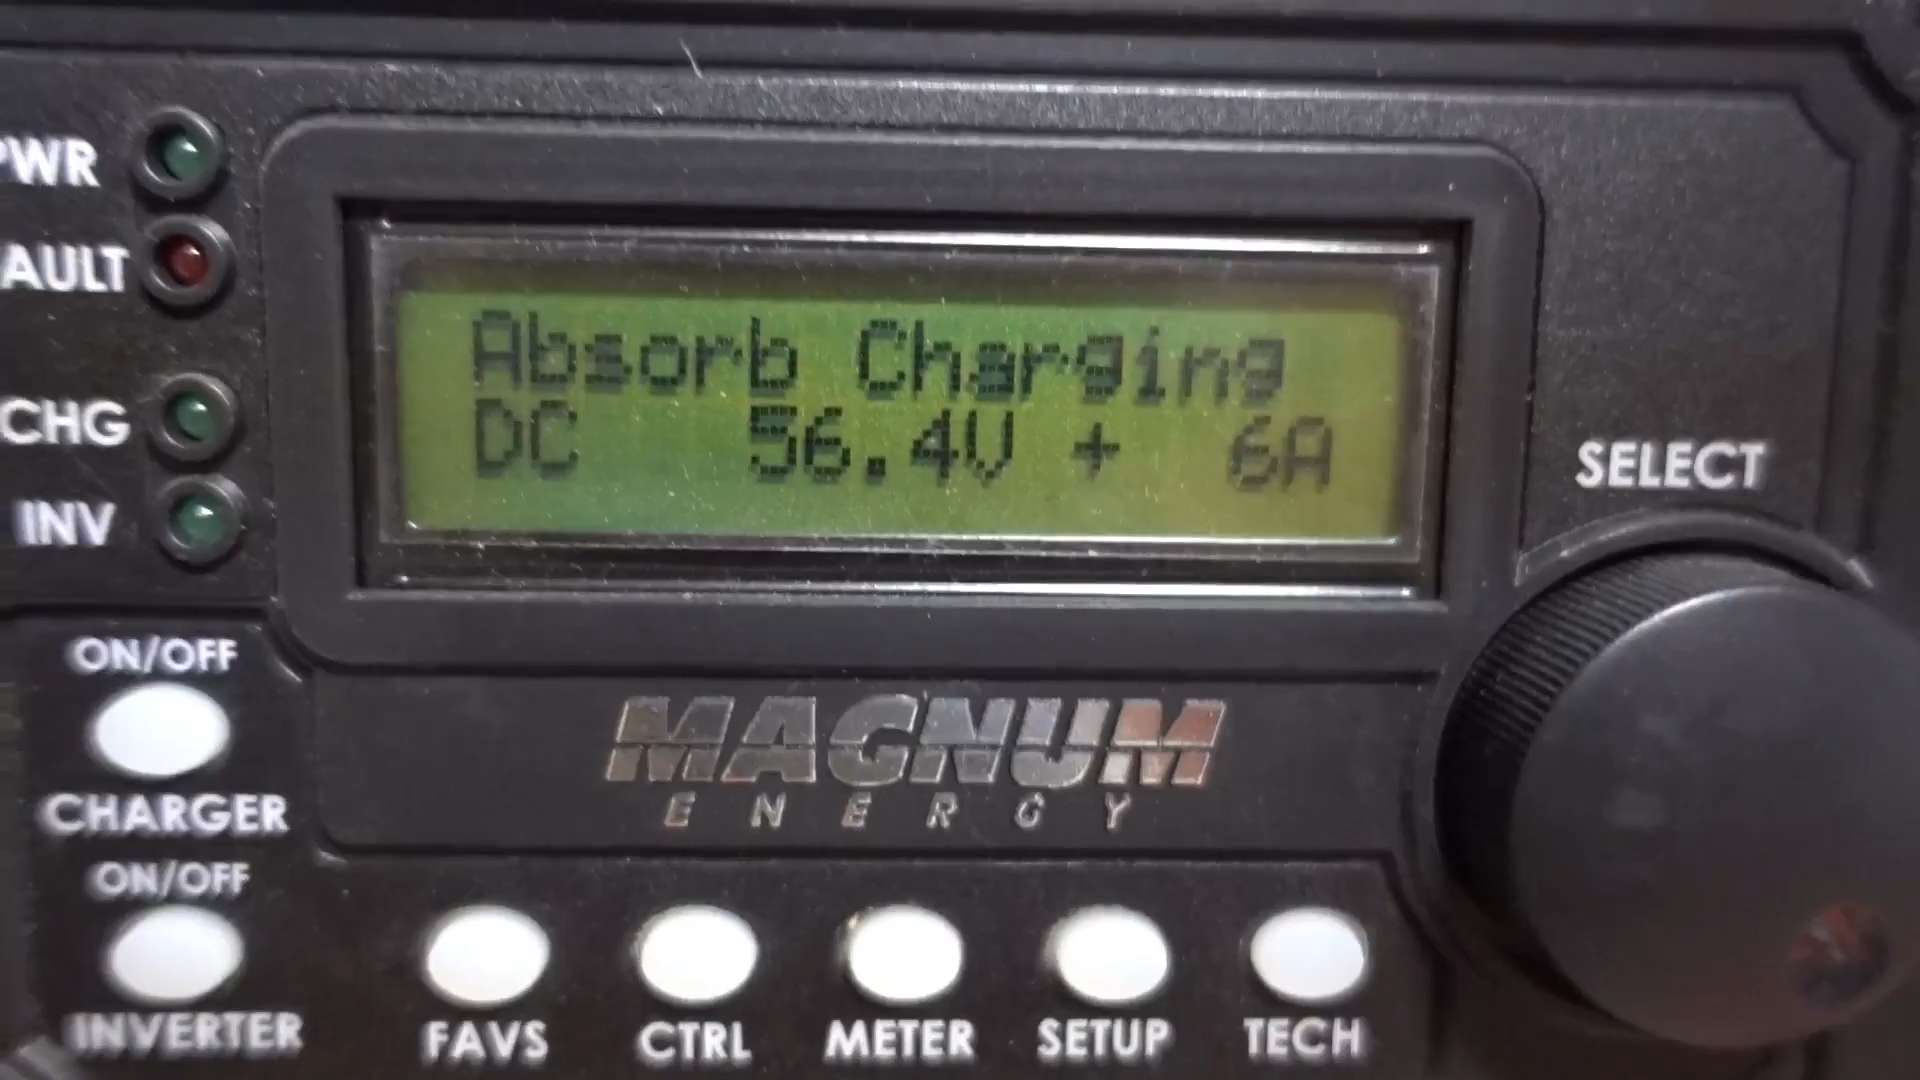 PWR
FAULT
CHG
INV
Absorb Charging
DC 56.4V + 6A
SELECT
ON/OFF
CHARGER
MAGNUM
ENERGY
ON/OFF
INVERTER
FAVS
CTRL
METER
SETUP
TECH